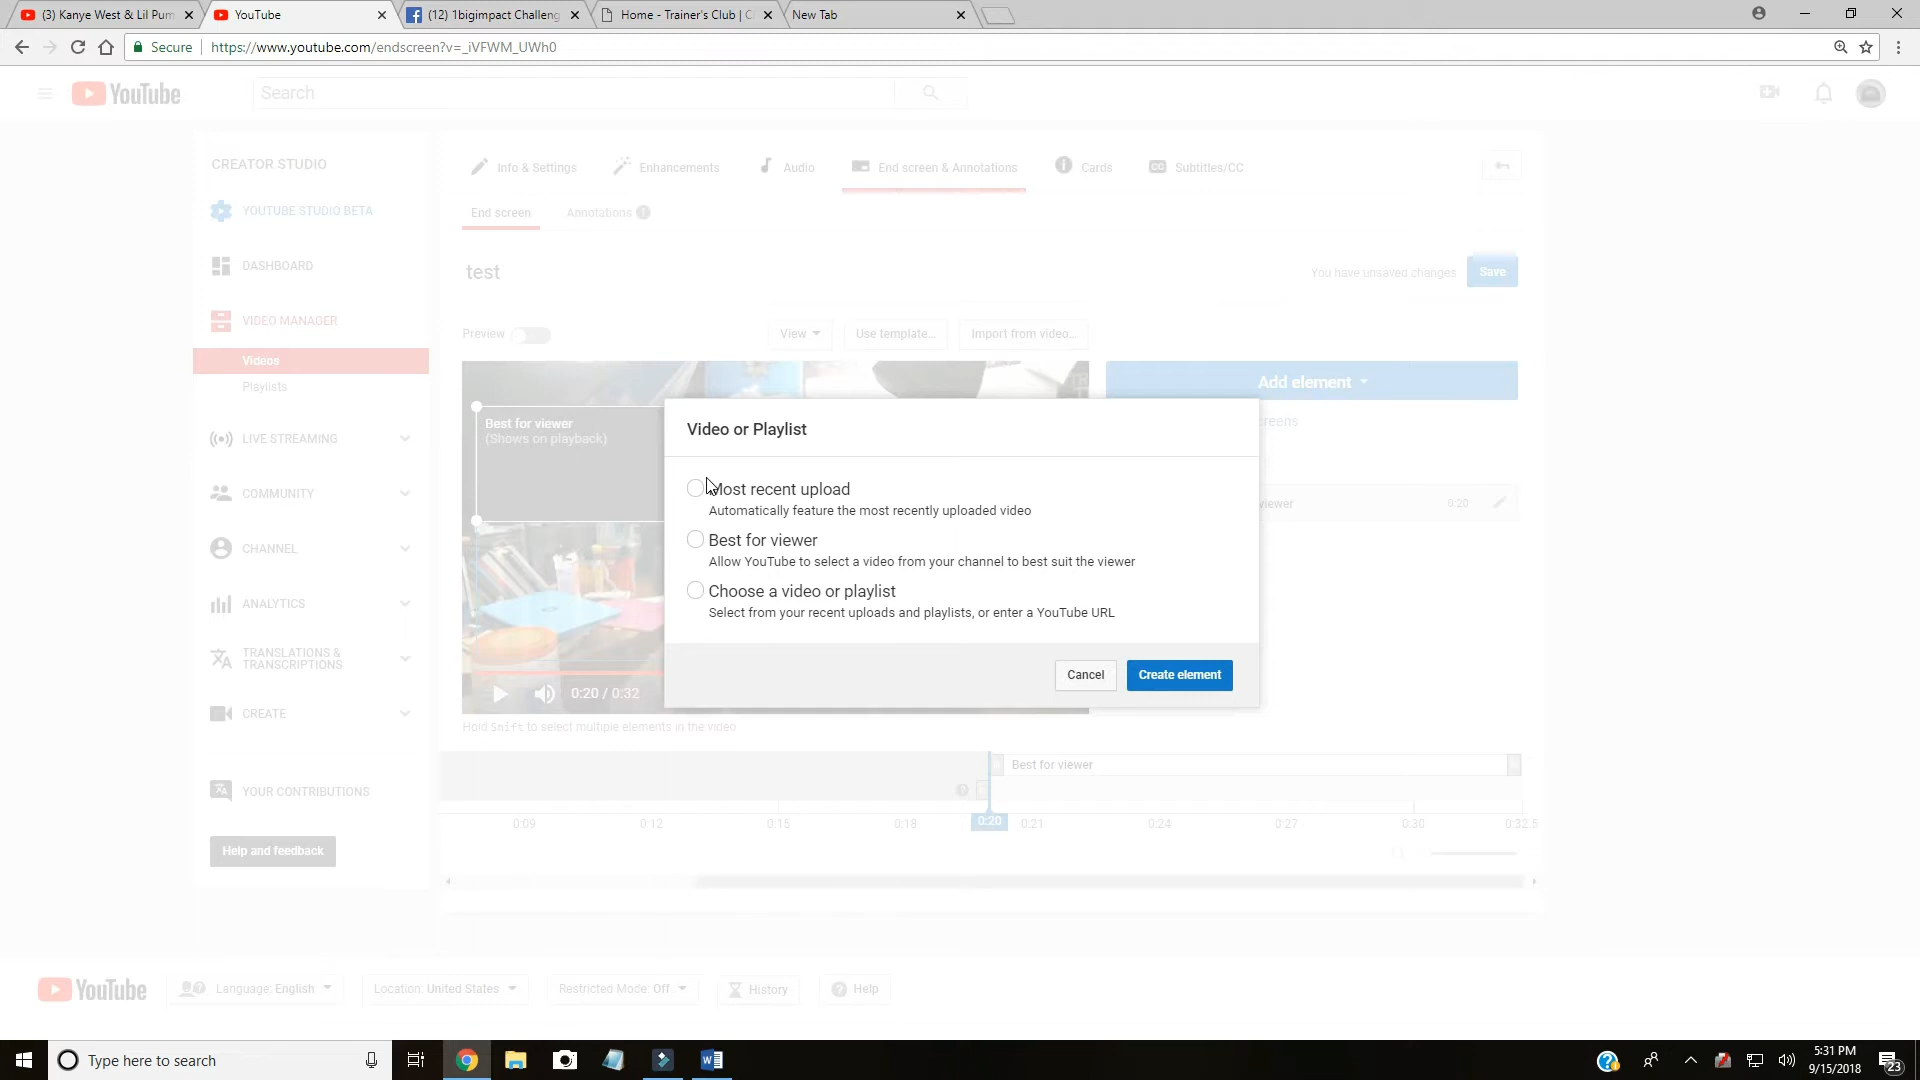 (3) Kanye West & Lil Pum
YouTube
(12) 1bigimpact Challeng
Home - Trainer's Club | C
New Tab
Secure
https://www.youtube.com/endscreen?v=_iVFWM_UWh0
YouTube
Search
CREATOR STUDIO
YOUTUBE STUDIO BETA
DASHBOARD
VIDEO MANAGER
Videos
Playlists
LIVE STREAMING
COMMUNITY
CHANNEL
ANALYTICS
TRANSLATIONS &
TRANSCRIPTIONS
CREATE
YOUR CONTRIBUTIONS
Help and feedback
Info & Settings
Enhancements
Audio
End screen & Annotations
Cards
CC
Subtitles/CC
End screen
Annotations
test
You have unsaved changes
Save
Preview
View
Use template...
Import from video...
Best for viewer
(Shows on playback)
0:20 / 0:32
Hold Shift to select multiple elements in the video
Add element
0:20
Video or Playlist
Most recent upload
Automatically feature the most recently uploaded video
Best for viewer
Allow YouTube to select a video from your channel to best suit the viewer
Choose a video or playlist
Select from your recent uploads and playlists, or enter a YouTube URL
Cancel
Create element
Best for viewer
0:09
0:12
0:15
0:18
0:20
0:21
0:24
0:27
0:30
0:32.5
YouTube
Language: English
Location: United States
Restricted Mode: Off
History
Help
Type here to search
5:31 PM
9/15/2018
23